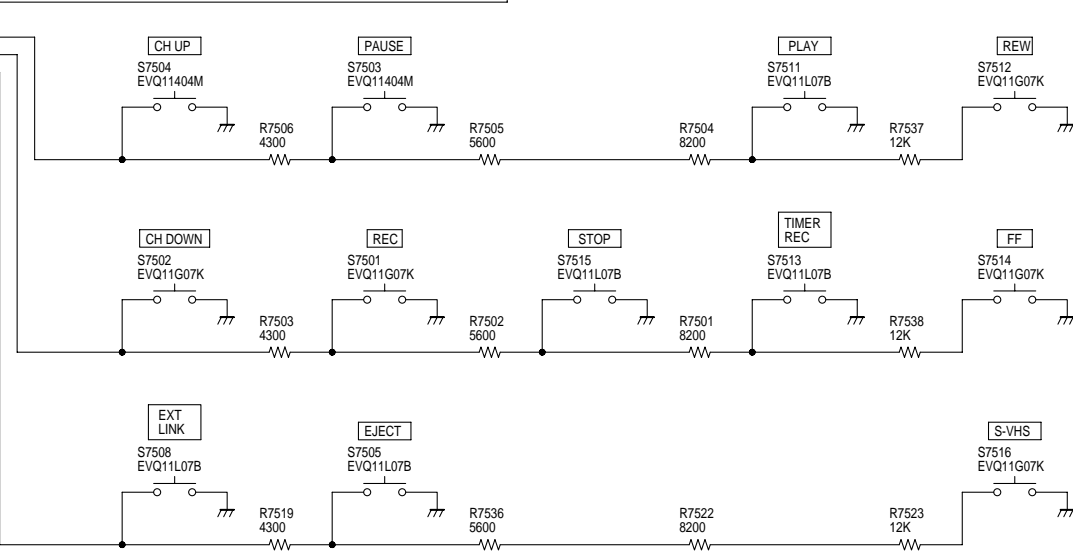 CH UP
PAUSE
PLAY
REW
S7504
EVQ11404M
S7503
EVQ11404M
S7511
EVQ11L07B
S7512
EVQ11G07K
R7506
4300
R7505
5600
R7504
8200
R7537
12K
CH DOWN
REC
STOP
TIMER
REC
FF
S7502
EVQ11G07K
S7501
EVQ11G07K
S7515
EVQ11L07B
S7513
EVQ11L07B
S7514
EVQ11G07K
R7503
4300
R7502
5600
R7501
8200
R7538
12K
EXT
LINK
EJECT
S-VHS
S7508
EVQ11L07B
S7505
EVQ11L07B
S7516
EVQ11G07K
R7519
4300
R7536
5600
R7522
8200
R7523
12K